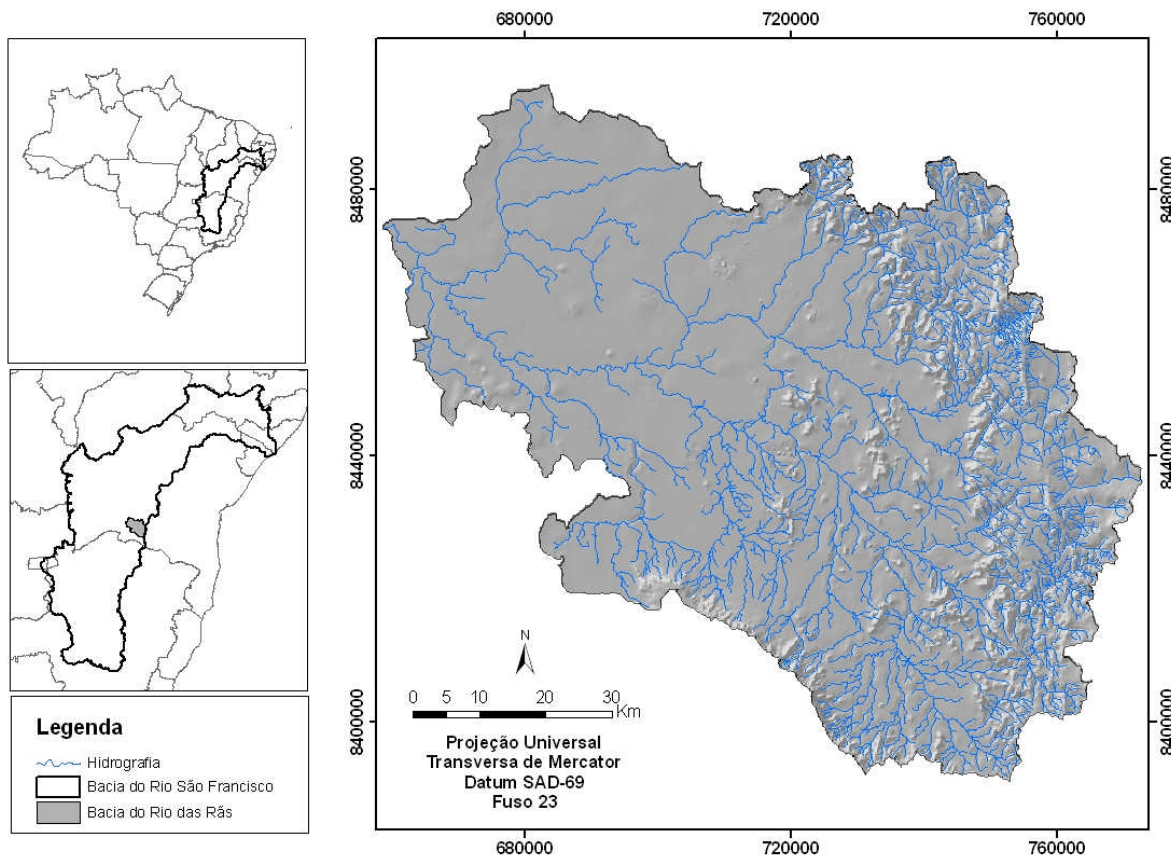 680000
720000
760000
8480000
8480000
8440000
8440000
8400000
8400000
N
0 5 10 20 30
Km
Projeção Universal
Transversa de Mercator
Datum SAD-69
Fuso 23
Legenda
Hidrografia
Bacia do Rio São Francisco
Bacia do Rio das Rãs
680000
720000
760000